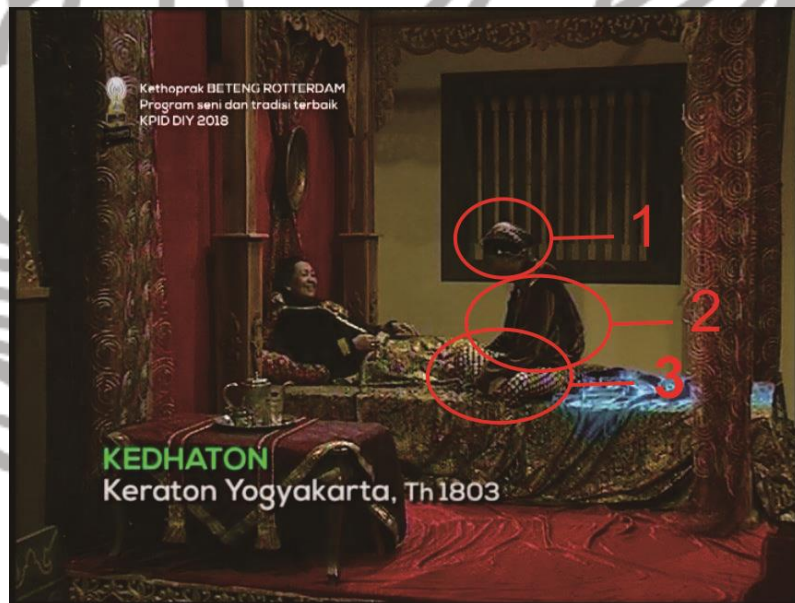 Kethoprak BETENG ROTTERDAM
Program seni dan tradisi terbaik
KPID DIY 2018
1
2
3
KEDHATON
Keraton Yogyakarta, Th 1803